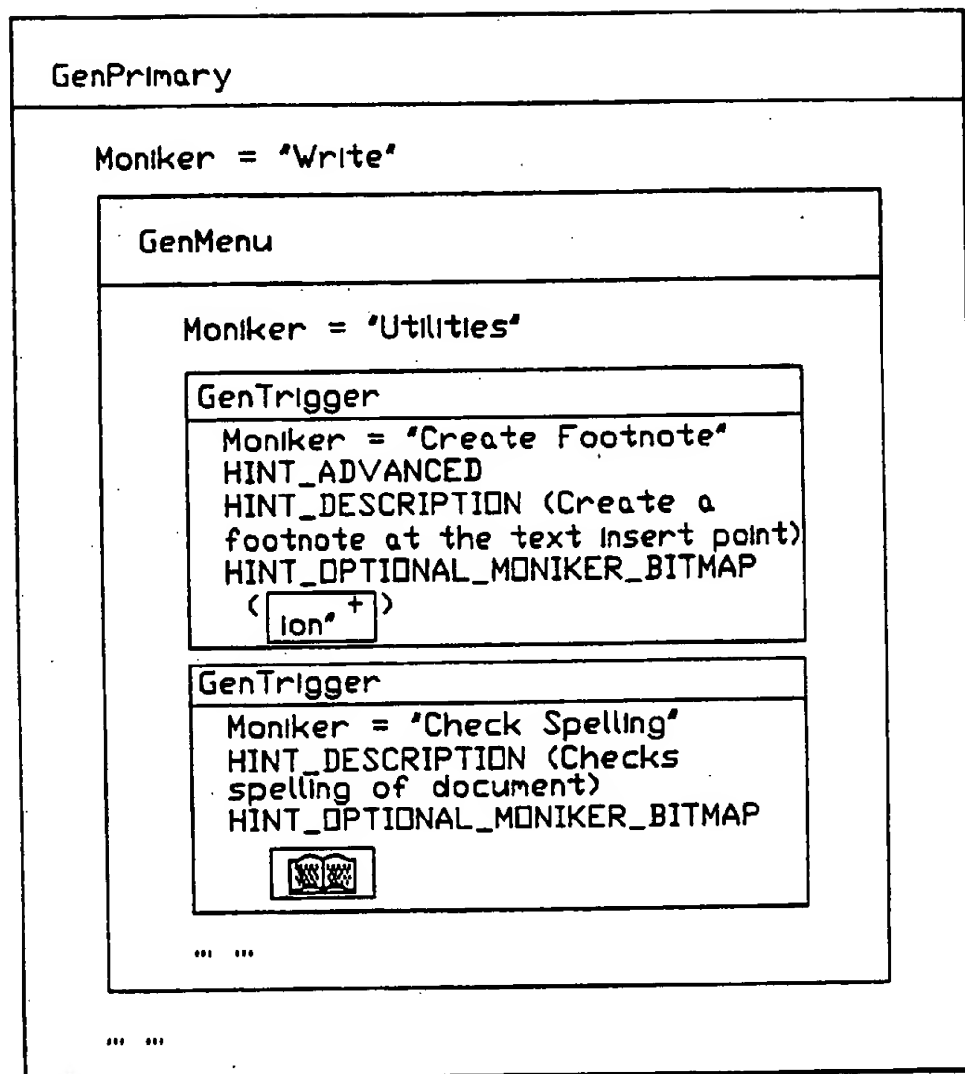 GenPrimary
Moniker = "Write"
GenMenu
Moniker = "Utilities"
GenTrigger
Moniker = "Create Footnote"
HINT_ADVANCED
HINT_DESCRIPTION (Create a
footnote at the text insert point)
HINT_OPTIONAL_MONIKER_BITMAP
( ion" + )
GenTrigger
Moniker = "Check Spelling"
HINT_DESCRIPTION (Checks
spelling of document)
HINT_OPTIONAL_MONIKER_BITMAP
... ...
... ...